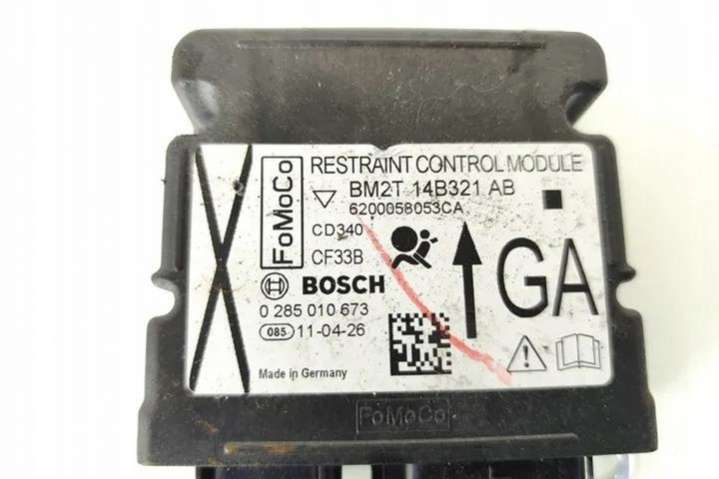 FoMoCo
RESTRAINT CONTROL MODULE
BM2T 14B321 AB
6200058053CA
CD340
CF33B
BOSCH
0 285 010 673
085 11-04-26
GA
Made in Germany
FoMoCo